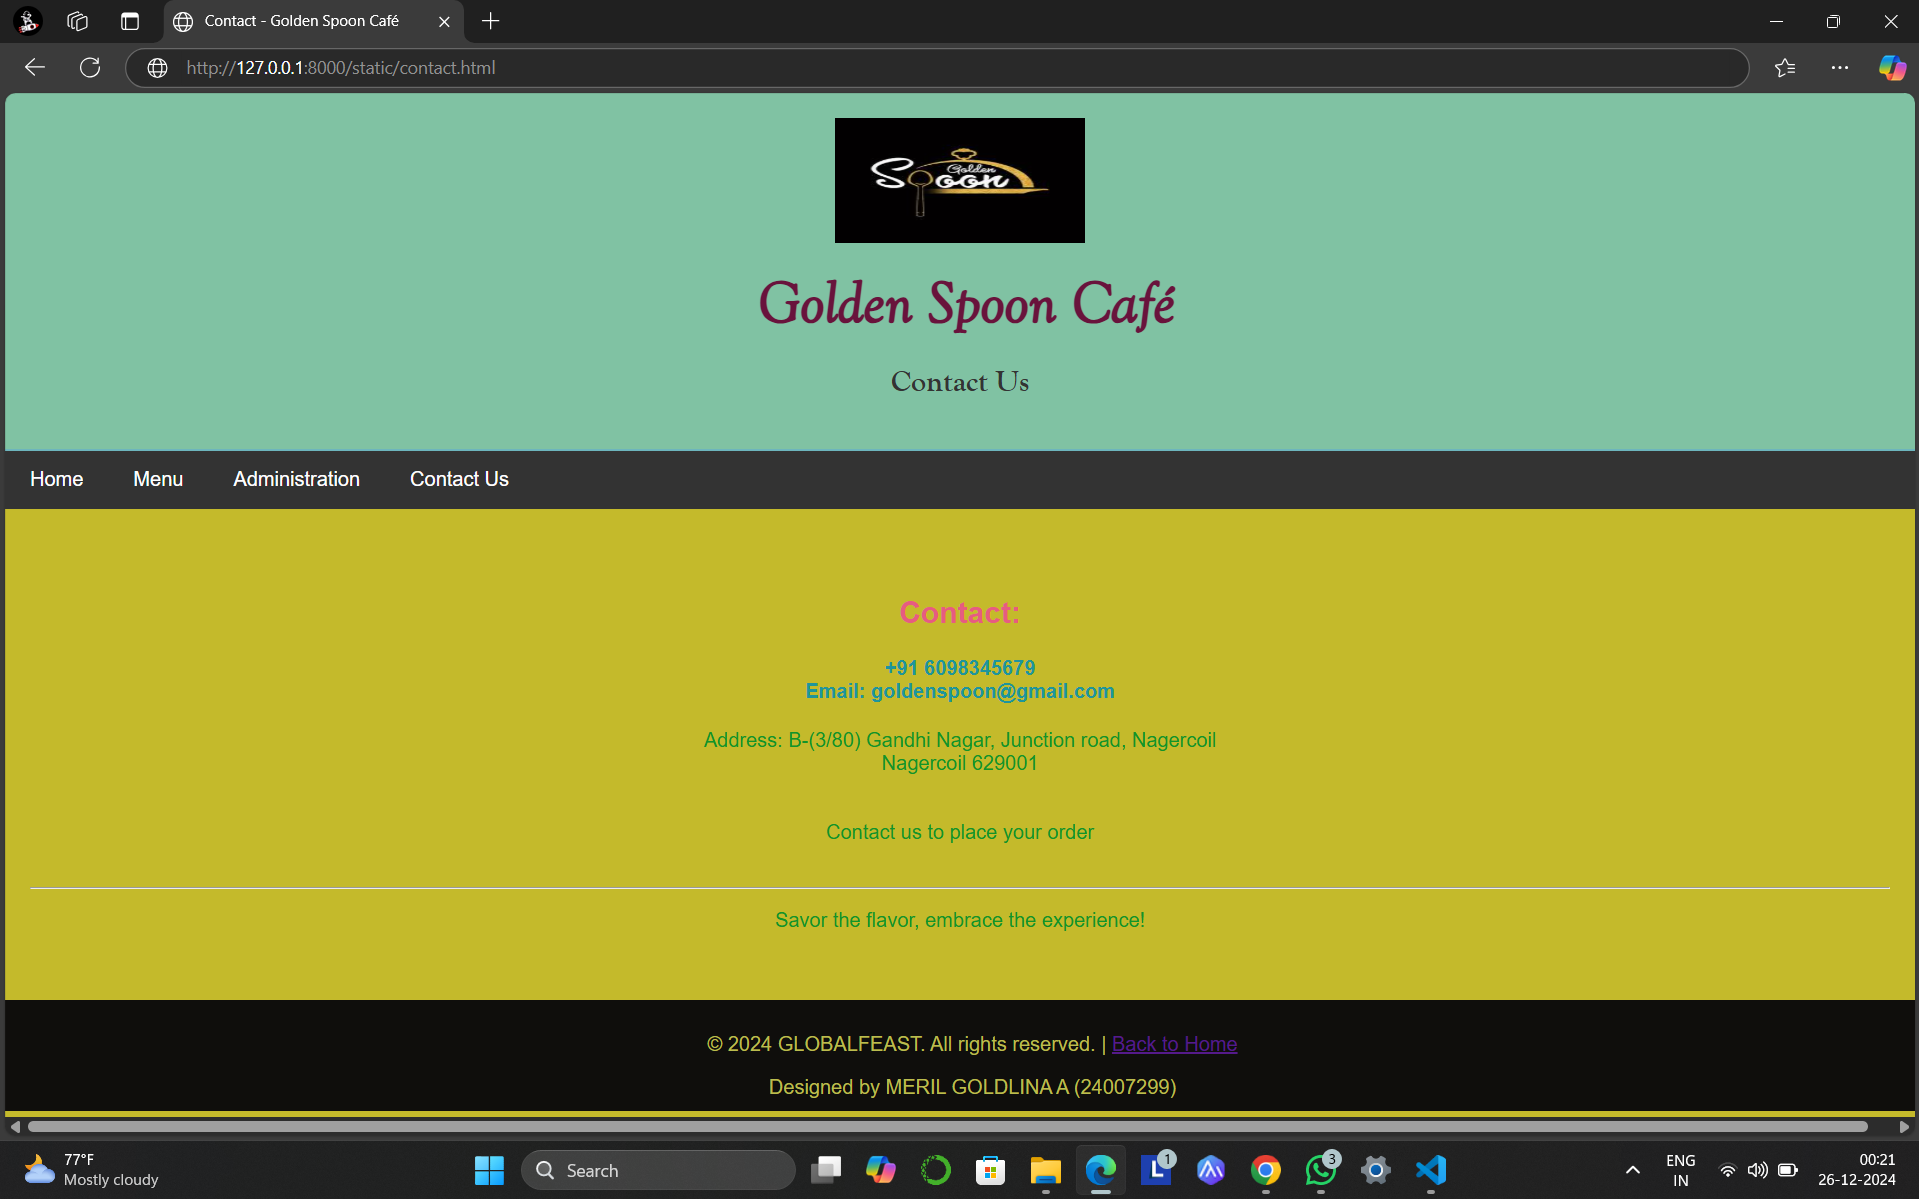 Contact - Golden Spoon Café
http://127.0.0.1:8000/static/contact.html
Golden
Spoon
Golden Spoon Café
Contact Us
Home Menu Administration Contact Us
Contact:
+91 6098345679
Email: goldenspoon@gmail.com
Address: B-(3/80) Gandhi Nagar, Junction road, Nagercoil
Nagercoil 629001
Contact us to place your order
Savor the flavor, embrace the experience!
© 2024 GLOBALFEAST. All rights reserved. | Back to Home
Designed by MERIL GOLDLINA A (24007299)
77°F
Mostly cloudy
Search
L
1
3
ENG
IN
00:21
26-12-2024